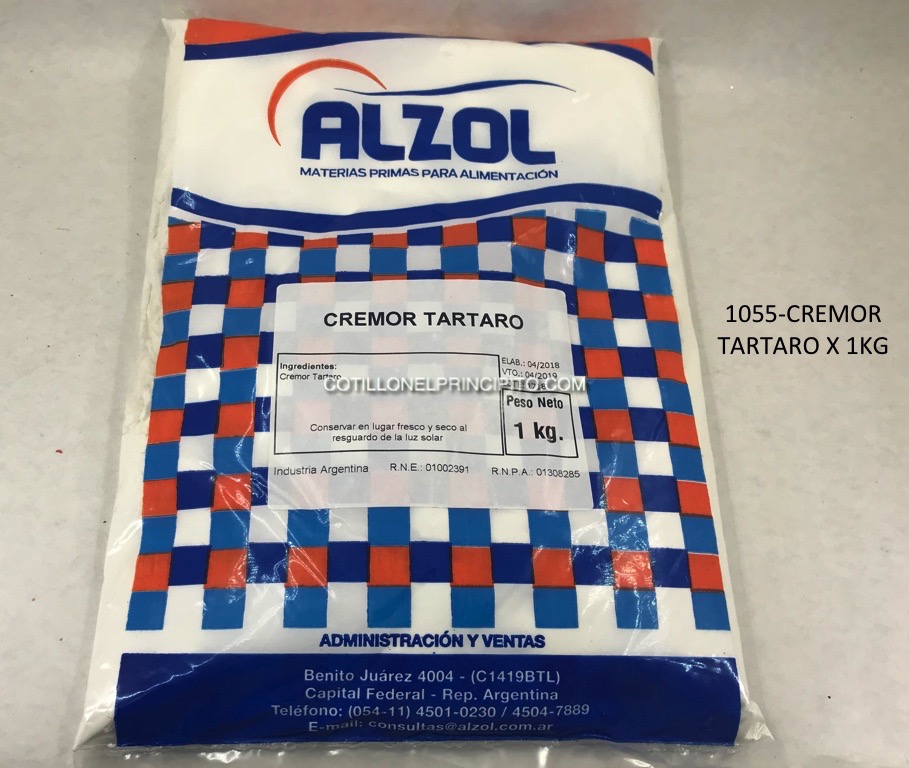 ALZOL
MATERIAS PRIMAS PARA ALIMENTACIÓN
CREMOR TARTARO
Ingredientes:
Cremor Tartaro
ELAB.: 04/2018
VTO.: 04/2019
COTILLONELPRINCIPITO.COM
Peso Neto
1 kg.
Conservar en lugar fresco y seco al
resguardo de la luz solar
Industria Argentina R.N.E.: 01002391 R.N.P.A.: 01308285
1055-CREMOR
TARTARO X 1KG
ADMINISTRACIÓN Y VENTAS
Benito Juárez 4004 - (C1419BTL)
Capital Federal - Rep. Argentina
Teléfono: (054-11) 4501-0230 / 4504-7889
E-mail: consultas@alzol.com.ar